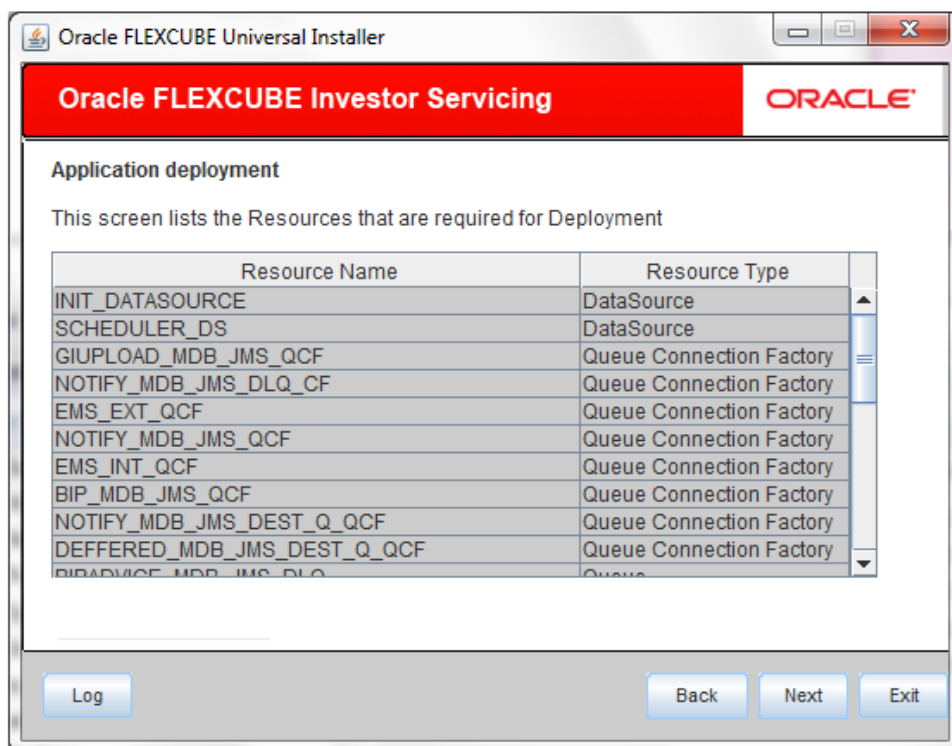 Oracle FLEXCUBE Universal Installer
Oracle FLEXCUBE Investor Servicing ORACLE
Application deployment
This screen lists the Resources that are required for Deployment
Resource Name Resource Type
INIT_DATASOURCE DataSource
SCHEDULER_DS DataSource
GIUPLOAD_MDB_JMS_QCF Queue Connection Factory
NOTIFY_MDB_JMS_DLQ_CF Queue Connection Factory
EMS_EXT_QCF Queue Connection Factory
NOTIFY_MDB_JMS_QCF Queue Connection Factory
EMS_INT_QCF Queue Connection Factory
BIP_MDB_JMS_QCF Queue Connection Factory
NOTIFY_MDB_JMS_DEST_Q_QCF Queue Connection Factory
DEFFERED_MDB_JMS_DEST_Q_QCF Queue Connection Factory
BIPADVICE_MDB_JMS_DLQ Queue
Log Back Next Exit